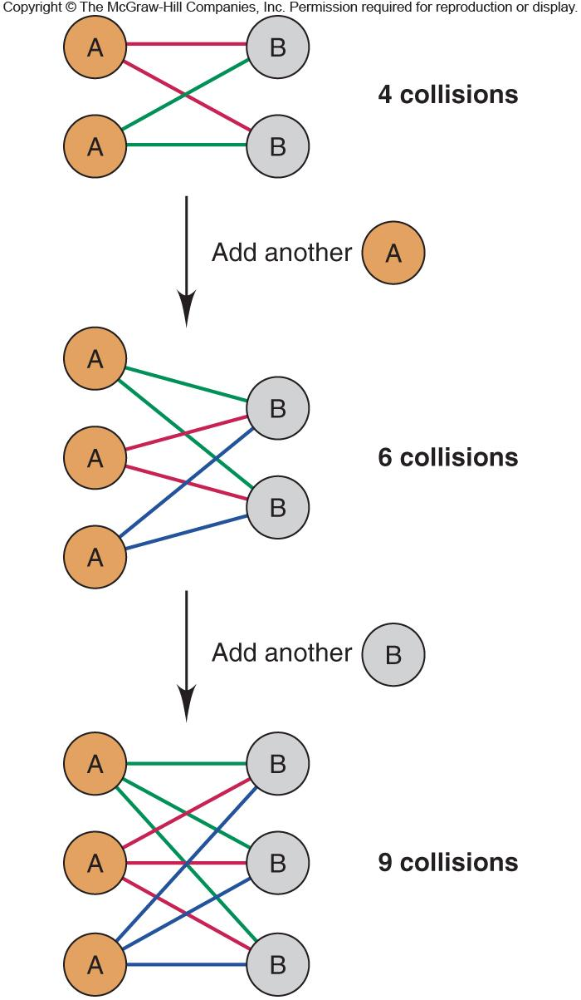 Copyright © The McGraw-Hill Companies, Inc. Permission required for reproduction or display.
A B
4 collisions
A B
Add another A
A
B
A
6 collisions
B
A
Add another B
A B
A B
9 collisions
A B